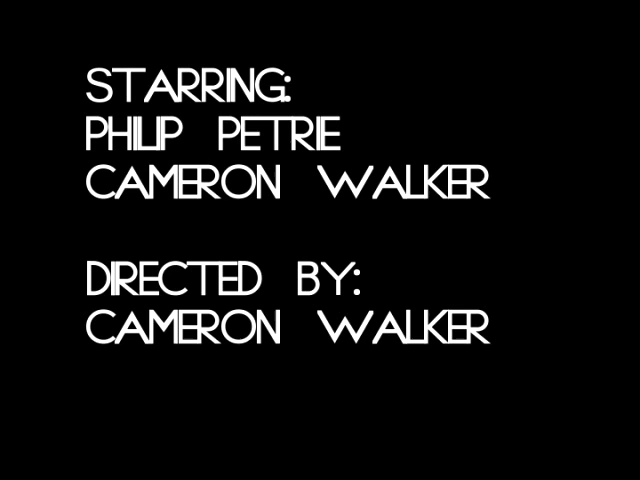 STARRING:
PHILIP PETRIE
CAMERON WALKER
DIRECTED BY:
CAMERON WALKER